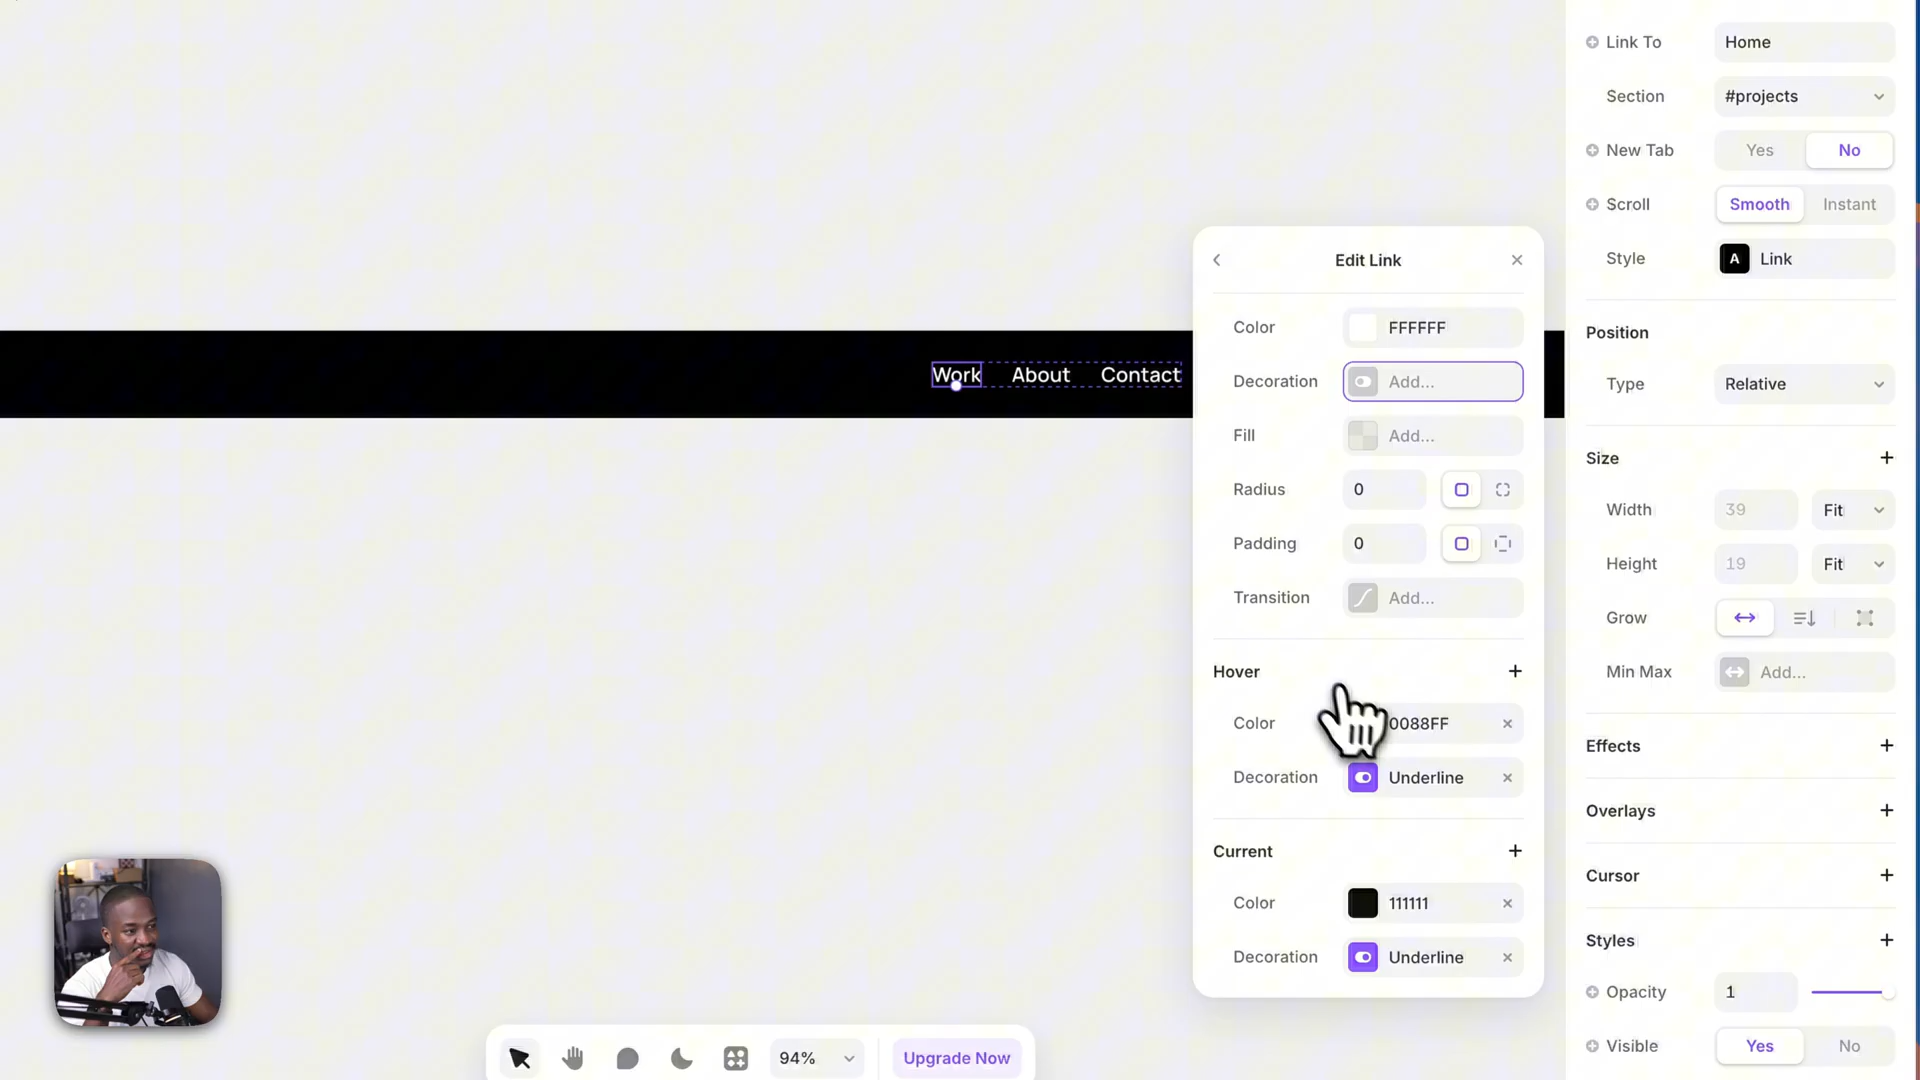 Work About Contact
Edit Link
Color FFFFFF
Decoration Add...
Fill Add...
Radius 0
Padding 0
Transition Add...
Hover
Color 0088FF
Decoration Underline
Current
Color 111111
Decoration Underline
Link To Home
Section #projects
New Tab Yes No
Scroll Smooth Instant
Style A Link
Position
Type Relative
Size
Width 39 Fit
Height 19 Fit
Grow
Min Max Add...
Effects
Overlays
Cursor
Styles
Opacity 1
Visible Yes No
94% Upgrade Now